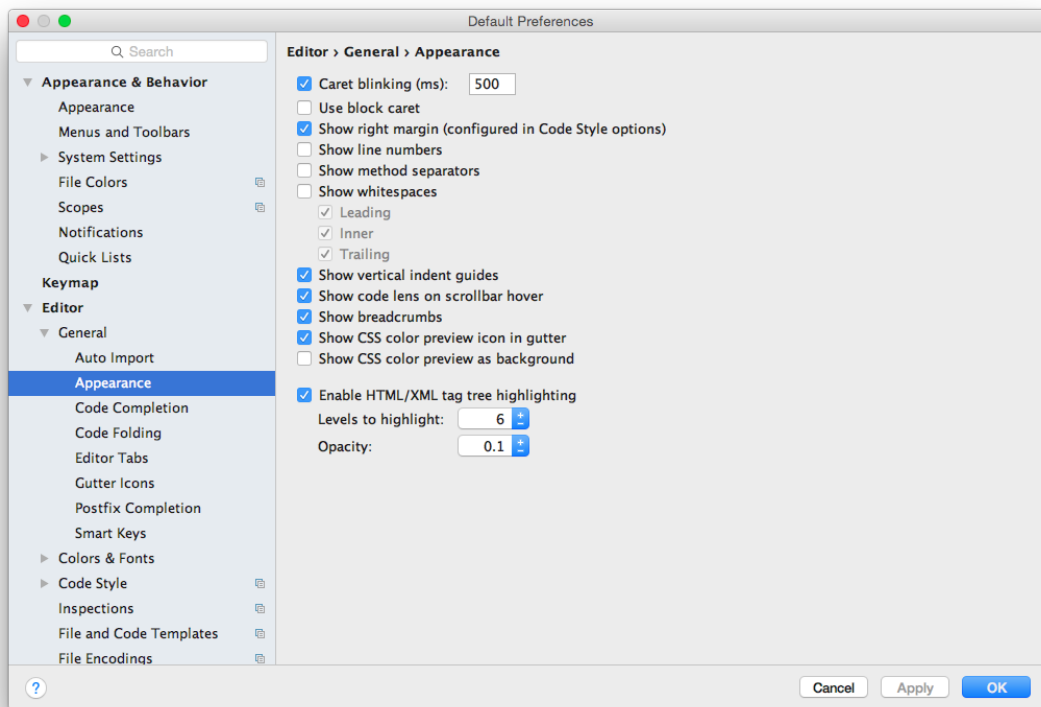 Default Preferences
Search
Appearance & Behavior
Appearance
Menus and Toolbars
System Settings
File Colors
Scopes
Notifications
Quick Lists
Keymap
Editor
General
Auto Import
Appearance
Code Completion
Code Folding
Editor Tabs
Gutter Icons
Postfix Completion
Smart Keys
Colors & Fonts
Code Style
Inspections
File and Code Templates
File Encodings
Editor › General › Appearance
Caret blinking (ms): 500
Use block caret
Show right margin (configured in Code Style options)
Show line numbers
Show method separators
Show whitespaces
Leading
Inner
Trailing
Show vertical indent guides
Show code lens on scrollbar hover
Show breadcrumbs
Show CSS color preview icon in gutter
Show CSS color preview as background
Enable HTML/XML tag tree highlighting
Levels to highlight: 6
Opacity: 0.1
? Cancel Apply OK